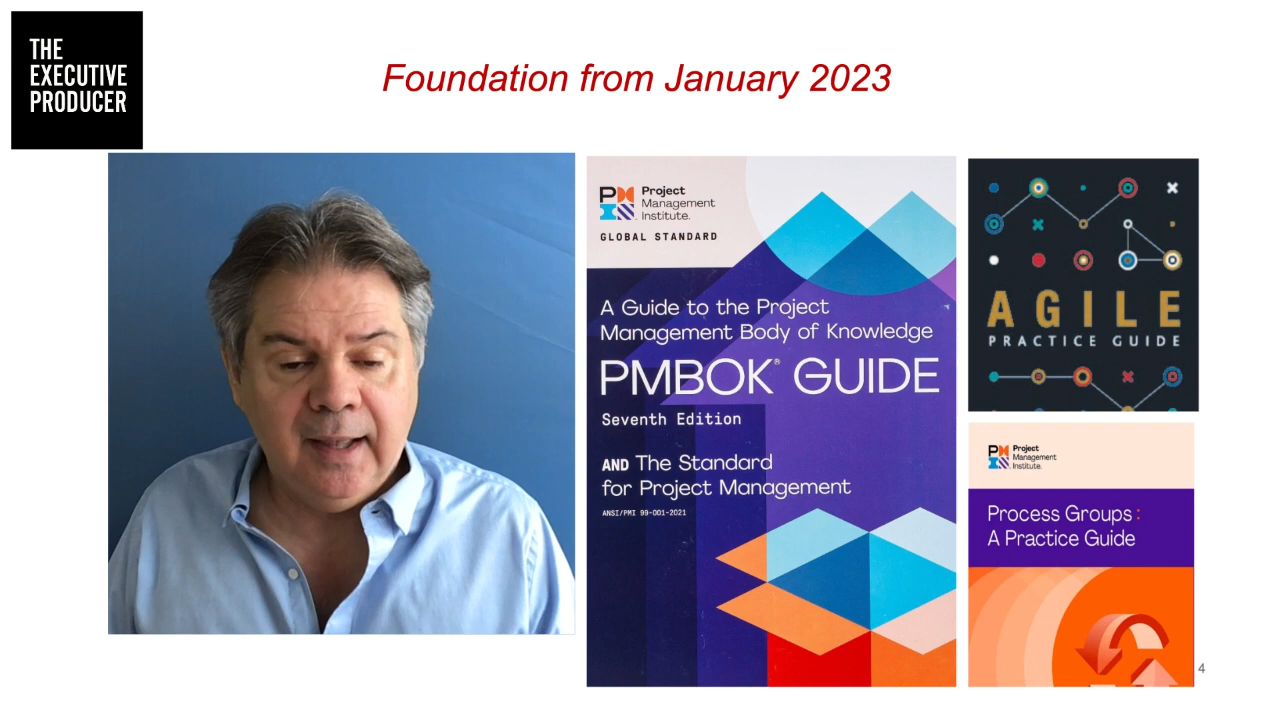 THE
EXECUTIVE
PRODUCER
Foundation from January 2023
Project
Management
Institute.
GLOBAL STANDARD
A Guide to the Project
Management Body of Knowledge
PMBOK® GUIDE
Seventh Edition
AND The Standard
for Project Management
ANSI/PMI 99-001-2021
AGILE
PRACTICE GUIDE
Project
Management
Institute.
Process Groups:
A Practice Guide
4